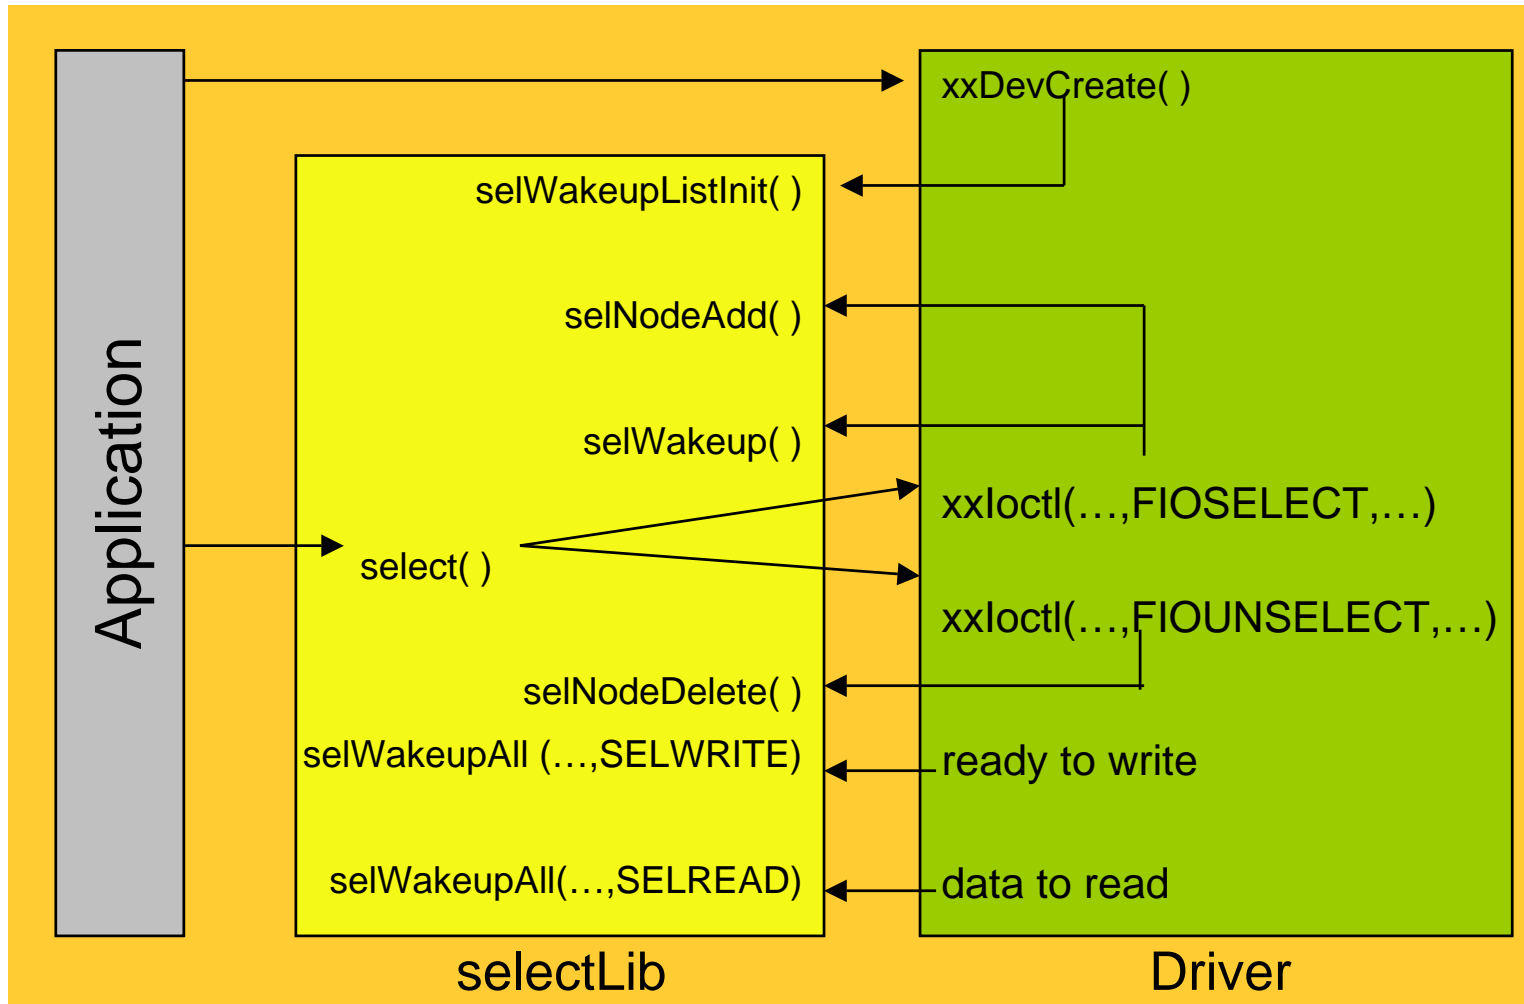 Application
xxDevCreate( )
selWakeupListInit( )
selNodeAdd( )
selWakeup( )
xxIoctl(…,FIOSELECT,…)
select( )
xxIoctl(…,FIOUNSELECT,…)
selNodeDelete( )
selWakeupAll (…,SELWRITE)
ready to write
selWakeupAll(…,SELREAD)
data to read
selectLib
Driver